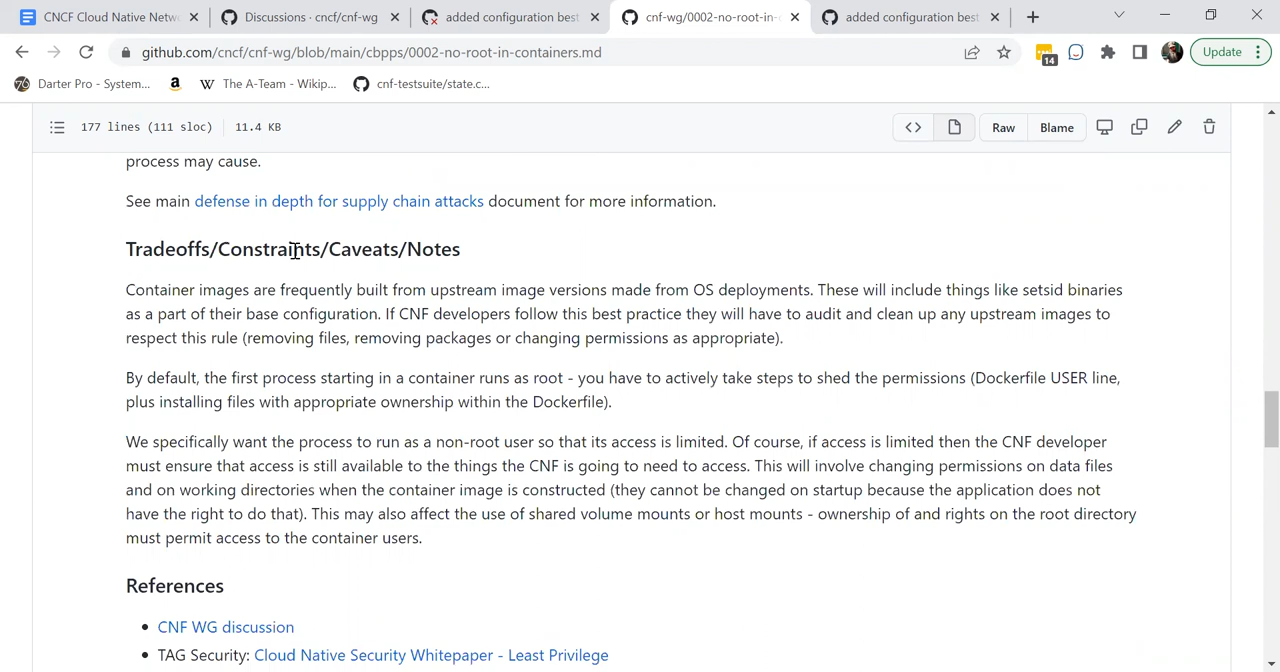 CNCF Cloud Native Netw
Discussions · cncf/cnf-wg
added configuration best
cnf-wg/0002-no-root-in-
added configuration best
github.com/cncf/cnf-wg/blob/main/cbpps/0002-no-root-in-containers.md
14
Update
76
Darter Pro - System...
a
W
The A-Team - Wikip...
cnf-testsuite/state.c...
177 lines (111 sloc)
11.4 KB
Raw
Blame
process may cause.
See main defense in depth for supply chain attacks document for more information.
Tradeoffs/Constraints/Caveats/Notes
Container images are frequently built from upstream image versions made from OS deployments. These will include things like setsid binaries
as a part of their base configuration. If CNF developers follow this best practice they will have to audit and clean up any upstream images to
respect this rule (removing files, removing packages or changing permissions as appropriate).
By default, the first process starting in a container runs as root - you have to actively take steps to shed the permissions (Dockerfile USER line,
plus installing files with appropriate ownership within the Dockerfile).
We specifically want the process to run as a non-root user so that its access is limited. Of course, if access is limited then the CNF developer
must ensure that access is still available to the things the CNF is going to need to access. This will involve changing permissions on data files
and on working directories when the container image is constructed (they cannot be changed on startup because the application does not
have the right to do that). This may also affect the use of shared volume mounts or host mounts - ownership of and rights on the root directory
must permit access to the container users.
References
CNF WG discussion
TAG Security: Cloud Native Security Whitepaper - Least Privilege